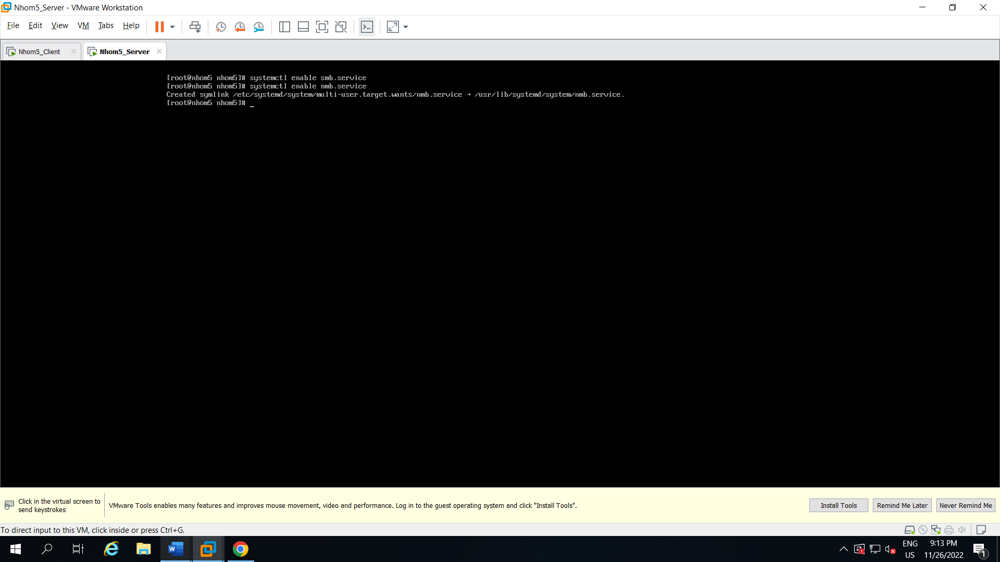 Nhom5_Server - VMware Workstation
File Edit View VM Tabs Help
Nhom5_Client
Nhom5_Server
[root@nhom5 nhom5]# systemctl enable smb.service
[root@nhom5 nhom5]# systemctl enable nmb.service
Created symlink /etc/systemd/system/multi-user.target.wants/nmb.service → /usr/lib/systemd/system/nmb.service.
[root@nhom5 nhom5]# _
Click in the virtual screen to
send keystrokes
VMware Tools enables many features and improves mouse movement, video and performance. Log in to the guest operating system and click "Install Tools".
Install Tools
Remind Me Later
Never Remind Me
To direct input to this VM, click inside or press Ctrl+G.
ENG
US
9:13 PM
11/26/2022
1